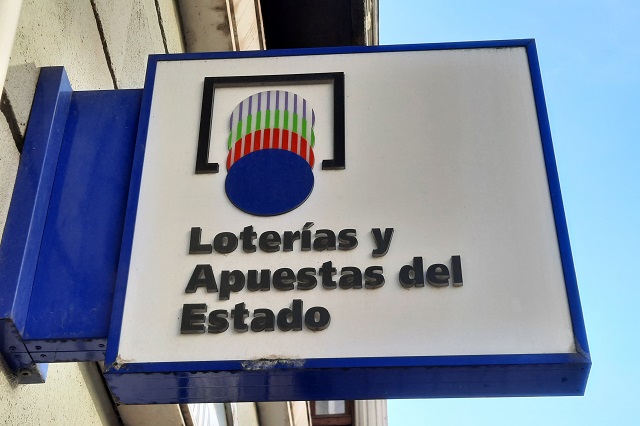 Loterías y
Apuestas del
Estado